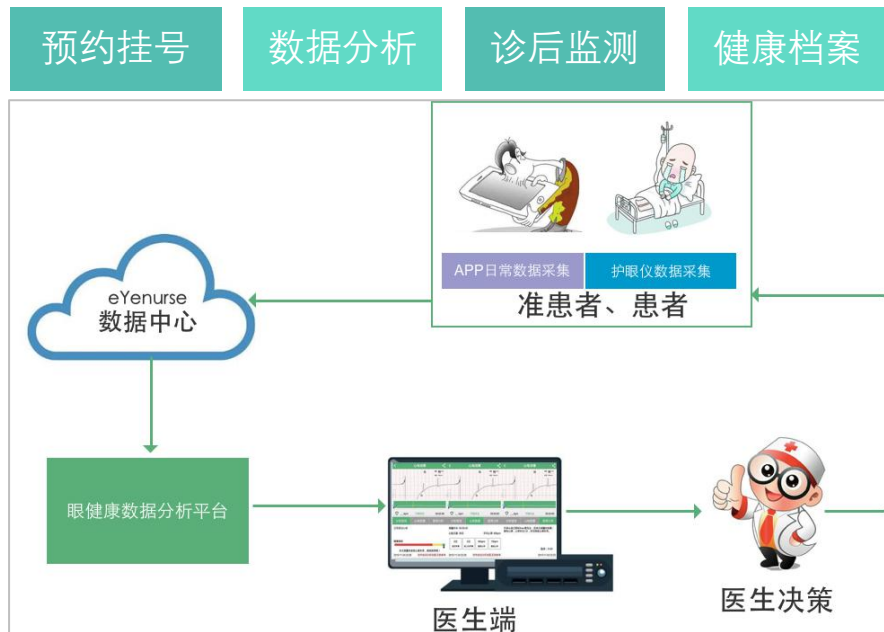 预约挂号
数据分析
诊后监测
健康档案
APP日常数据采集
护眼仪数据采集
准患者、患者
eYenurse
数据中心
眼健康数据分析平台
医生端
医生决策